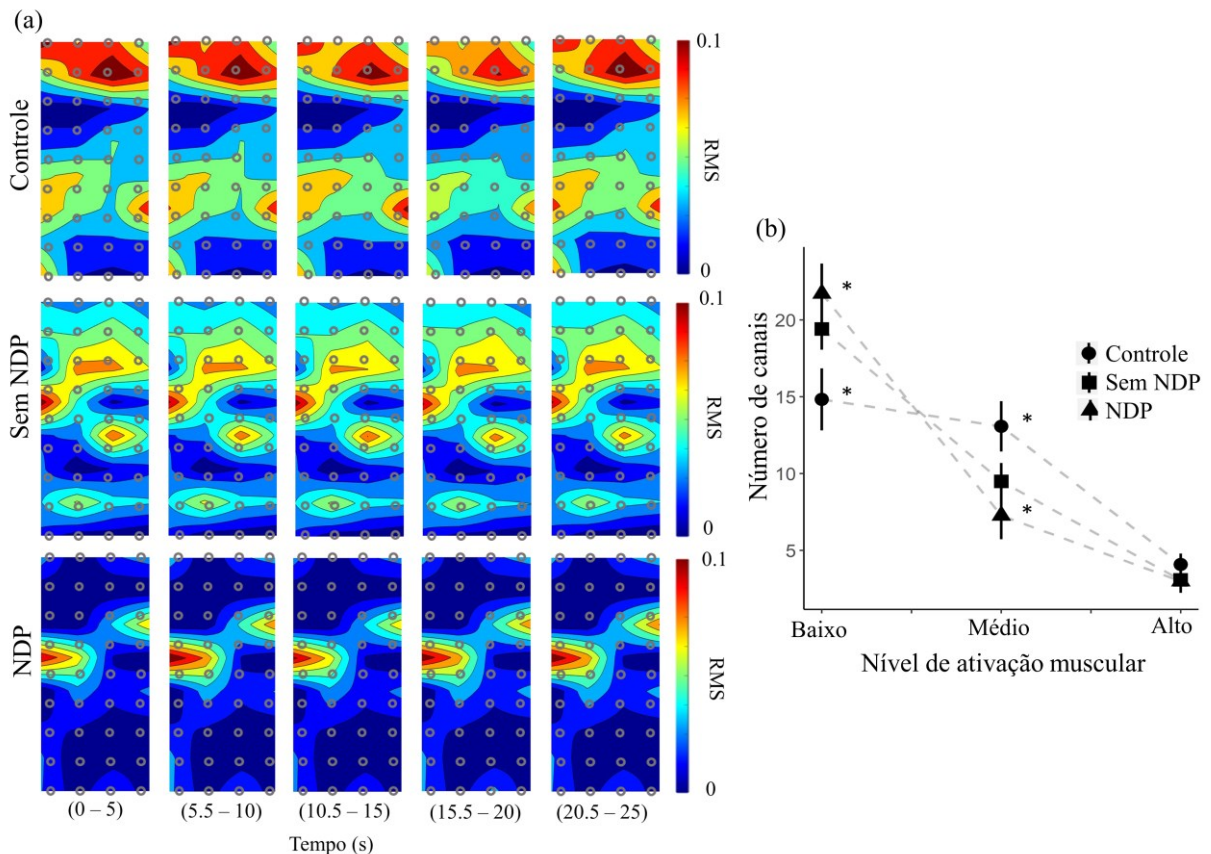 (a)
Controle
0.1
RMS
0
Sem NDP
0.1
RMS
0
NDP
0.1
RMS
0
(0 – 5)
(5.5 – 10)
(10.5 – 15)
(15.5 – 20)
(20.5 – 25)
Tempo (s)
(b)
Número de canais
20
15
10
5
*
*
*
*
Controle
Sem NDP
NDP
Baixo
Médio
Alto
Nível de ativação muscular